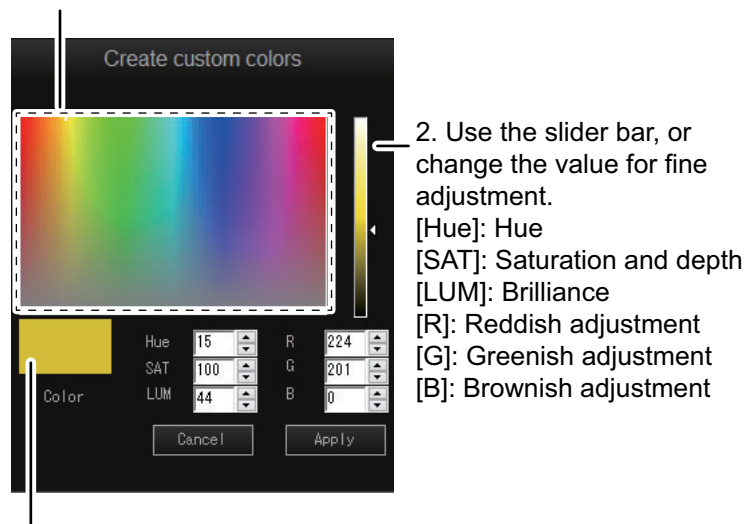 Create custom colors
2. Use the slider bar, or
change the value for fine
adjustment.
[Hue]: Hue
[SAT]: Saturation and depth
[LUM]: Brilliance
[R]: Reddish adjustment
[G]: Greenish adjustment
[B]: Brownish adjustment
Hue 15 R 224
SAT 100 G 201
LUM 44 B 0
Color
Cancel Apply